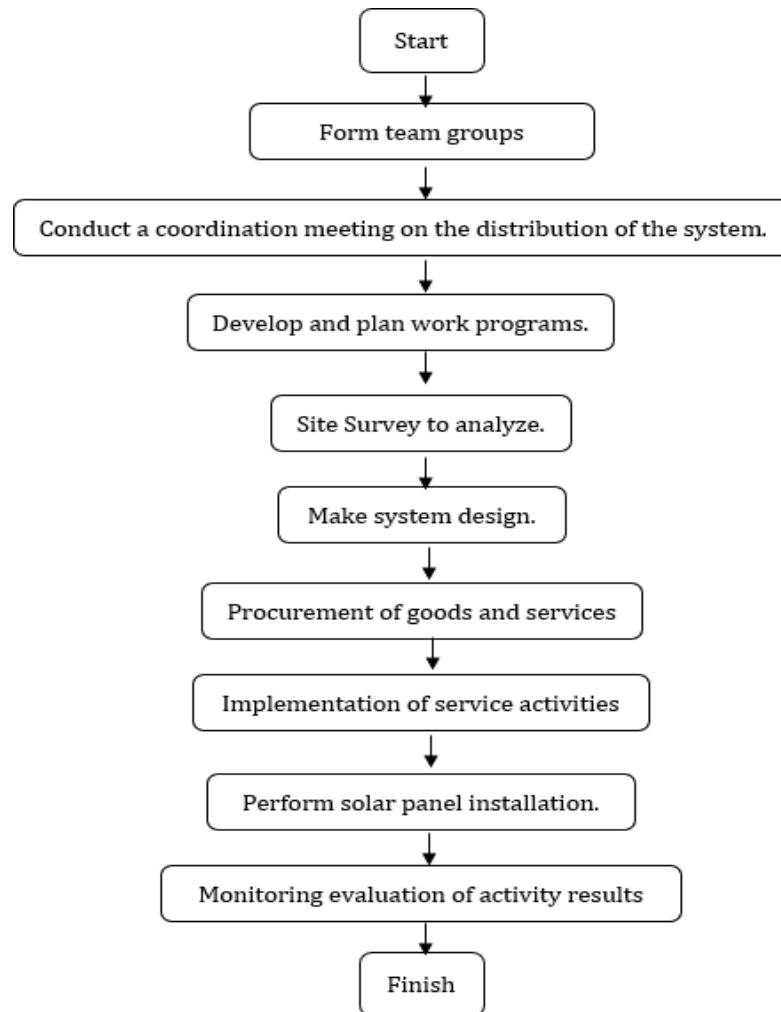 Start
Form team groups
Conduct a coordination meeting on the distribution of the system.
Develop and plan work programs.
Site Survey to analyze.
Make system design.
Procurement of goods and services
Implementation of service activities
Perform solar panel installation.
Monitoring evaluation of activity results
Finish